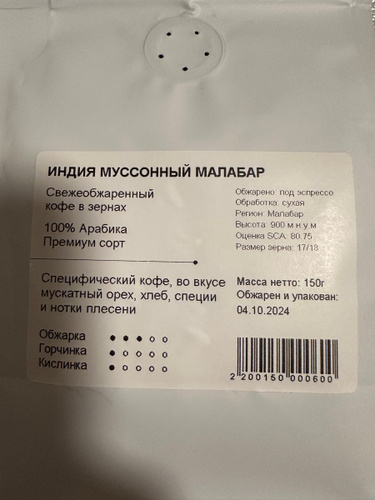 ИНДИЯ МУССОННЫЙ МАЛАБАР
Свежеобжаренный
кофе в зернах
100% Арабика
Премиум сорт
Обжарено: под эспрессо
Обработка: сухая
Регион: Малабар
Высота: 900 м н у м
Оценка SCA: 80.75
Размер зерна: 17/18
Специфический кофе, во вкусе
мускатный орех, хлеб, специи
и нотки плесени
Масса нетто: 150г
Обжарен и упакован:
04.10.2024
Обжарка
Горчинка
Кислинка
2 200150 000600